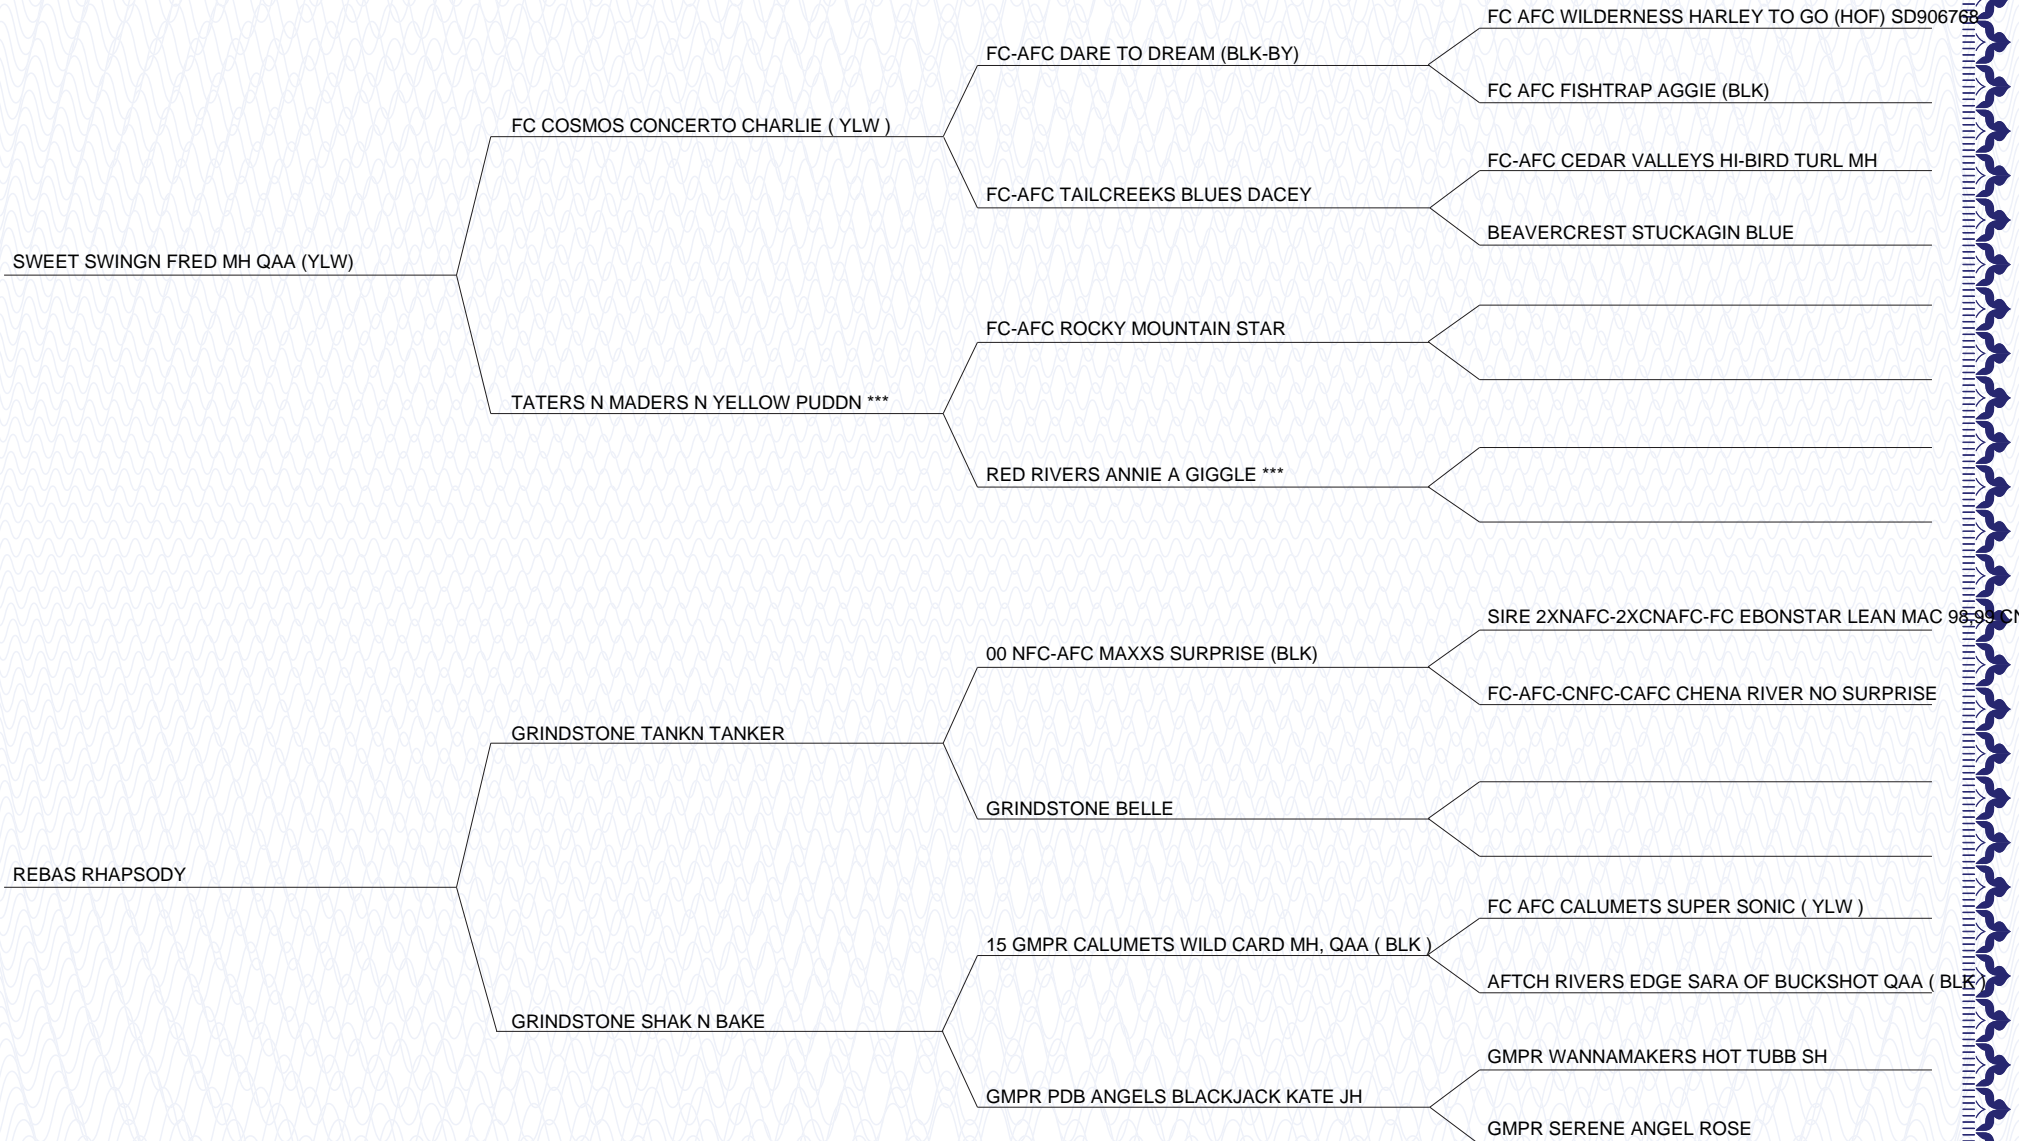 FC AFC WILDERNESS HARLEY TO GO (HOF) SD906768
FC-AFC DARE TO DREAM (BLK-BY)
FC AFC FISHTRAP AGGIE (BLK)
FC COSMOS CONCERTO CHARLIE ( YLW )
FC-AFC CEDAR VALLEYS HI-BIRD TURL MH
FC-AFC TAILCREEKS BLUES DACEY
BEAVERCREST STUCKAGIN BLUE
SWEET SWINGN FRED MH QAA (YLW)
FC-AFC ROCKY MOUNTAIN STAR
TATERS N MADERS N YELLOW PUDDN ***
RED RIVERS ANNIE A GIGGLE ***
SIRE 2XNAFC-2XCNAFC-FC EBONSTAR LEAN MAC 98,99 CN
00 NFC-AFC MAXXS SURPRISE (BLK)
FC-AFC-CNFC-CAFC CHENA RIVER NO SURPRISE
GRINDSTONE TANKN TANKER
GRINDSTONE BELLE
REBAS RHAPSODY
FC AFC CALUMETS SUPER SONIC ( YLW )
15 GMPR CALUMETS WILD CARD MH, QAA ( BLK )
AFTCH RIVERS EDGE SARA OF BUCKSHOT QAA ( BLK )
GRINDSTONE SHAK N BAKE
GMPR WANNAMAKERS HOT TUBB SH
GMPR PDB ANGELS BLACKJACK KATE JH
GMPR SERENE ANGEL ROSE